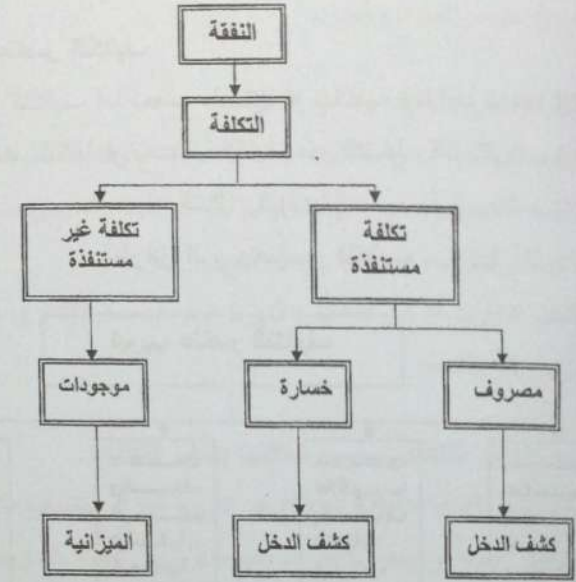 النفقة
التكلفة
تكلفة
مستنفذة
تكلفة غير
مستنفذة
مصروف
خسارة
موجودات
كشف الدخل
كشف الدخل
الميزانية